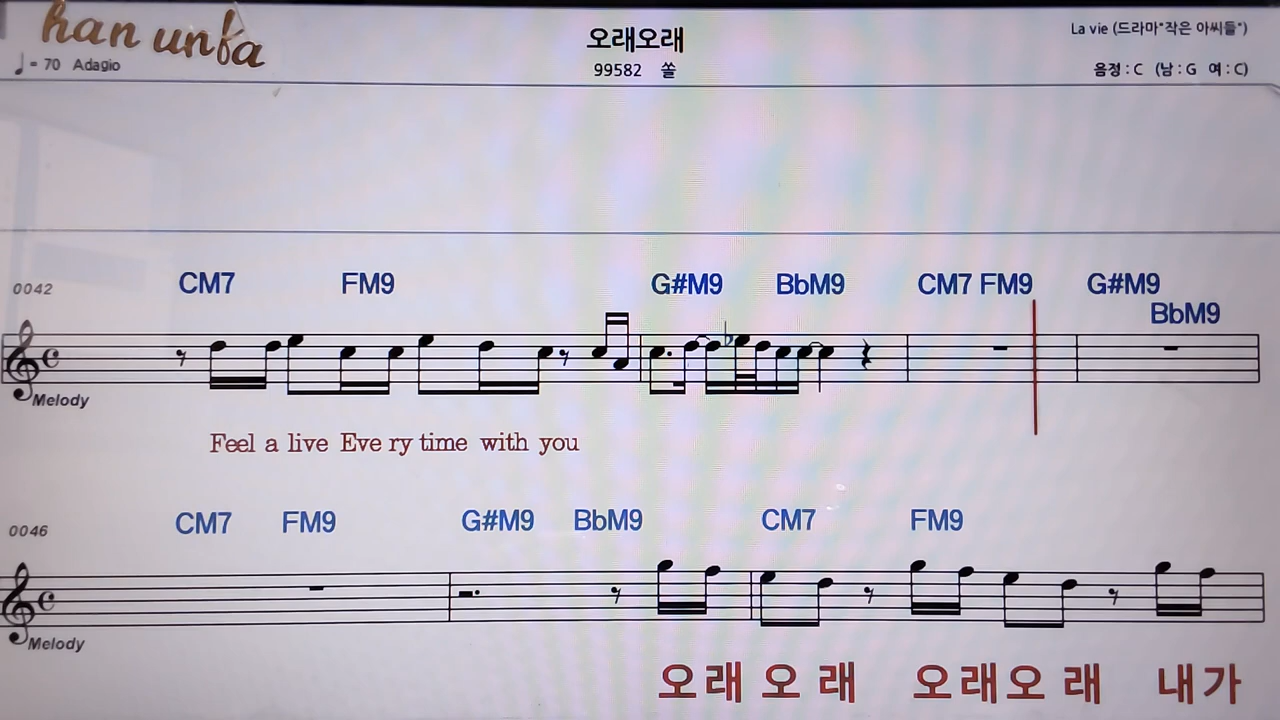 han unfa
오래오래
La vie (드라마"작은 아씨들")
♩= 70 Adagio
99582 쏠
음정 : C (남 : G 여 : C)
0042
CM7 FM9 G#M9 BbM9 CM7 FM9 G#M9
BbM9
Melody
Feel a live Eve ry time with you
0046
CM7 FM9 G#M9 BbM9 CM7 FM9
Melody
오 래 오 래 오 래 오 래 내 가